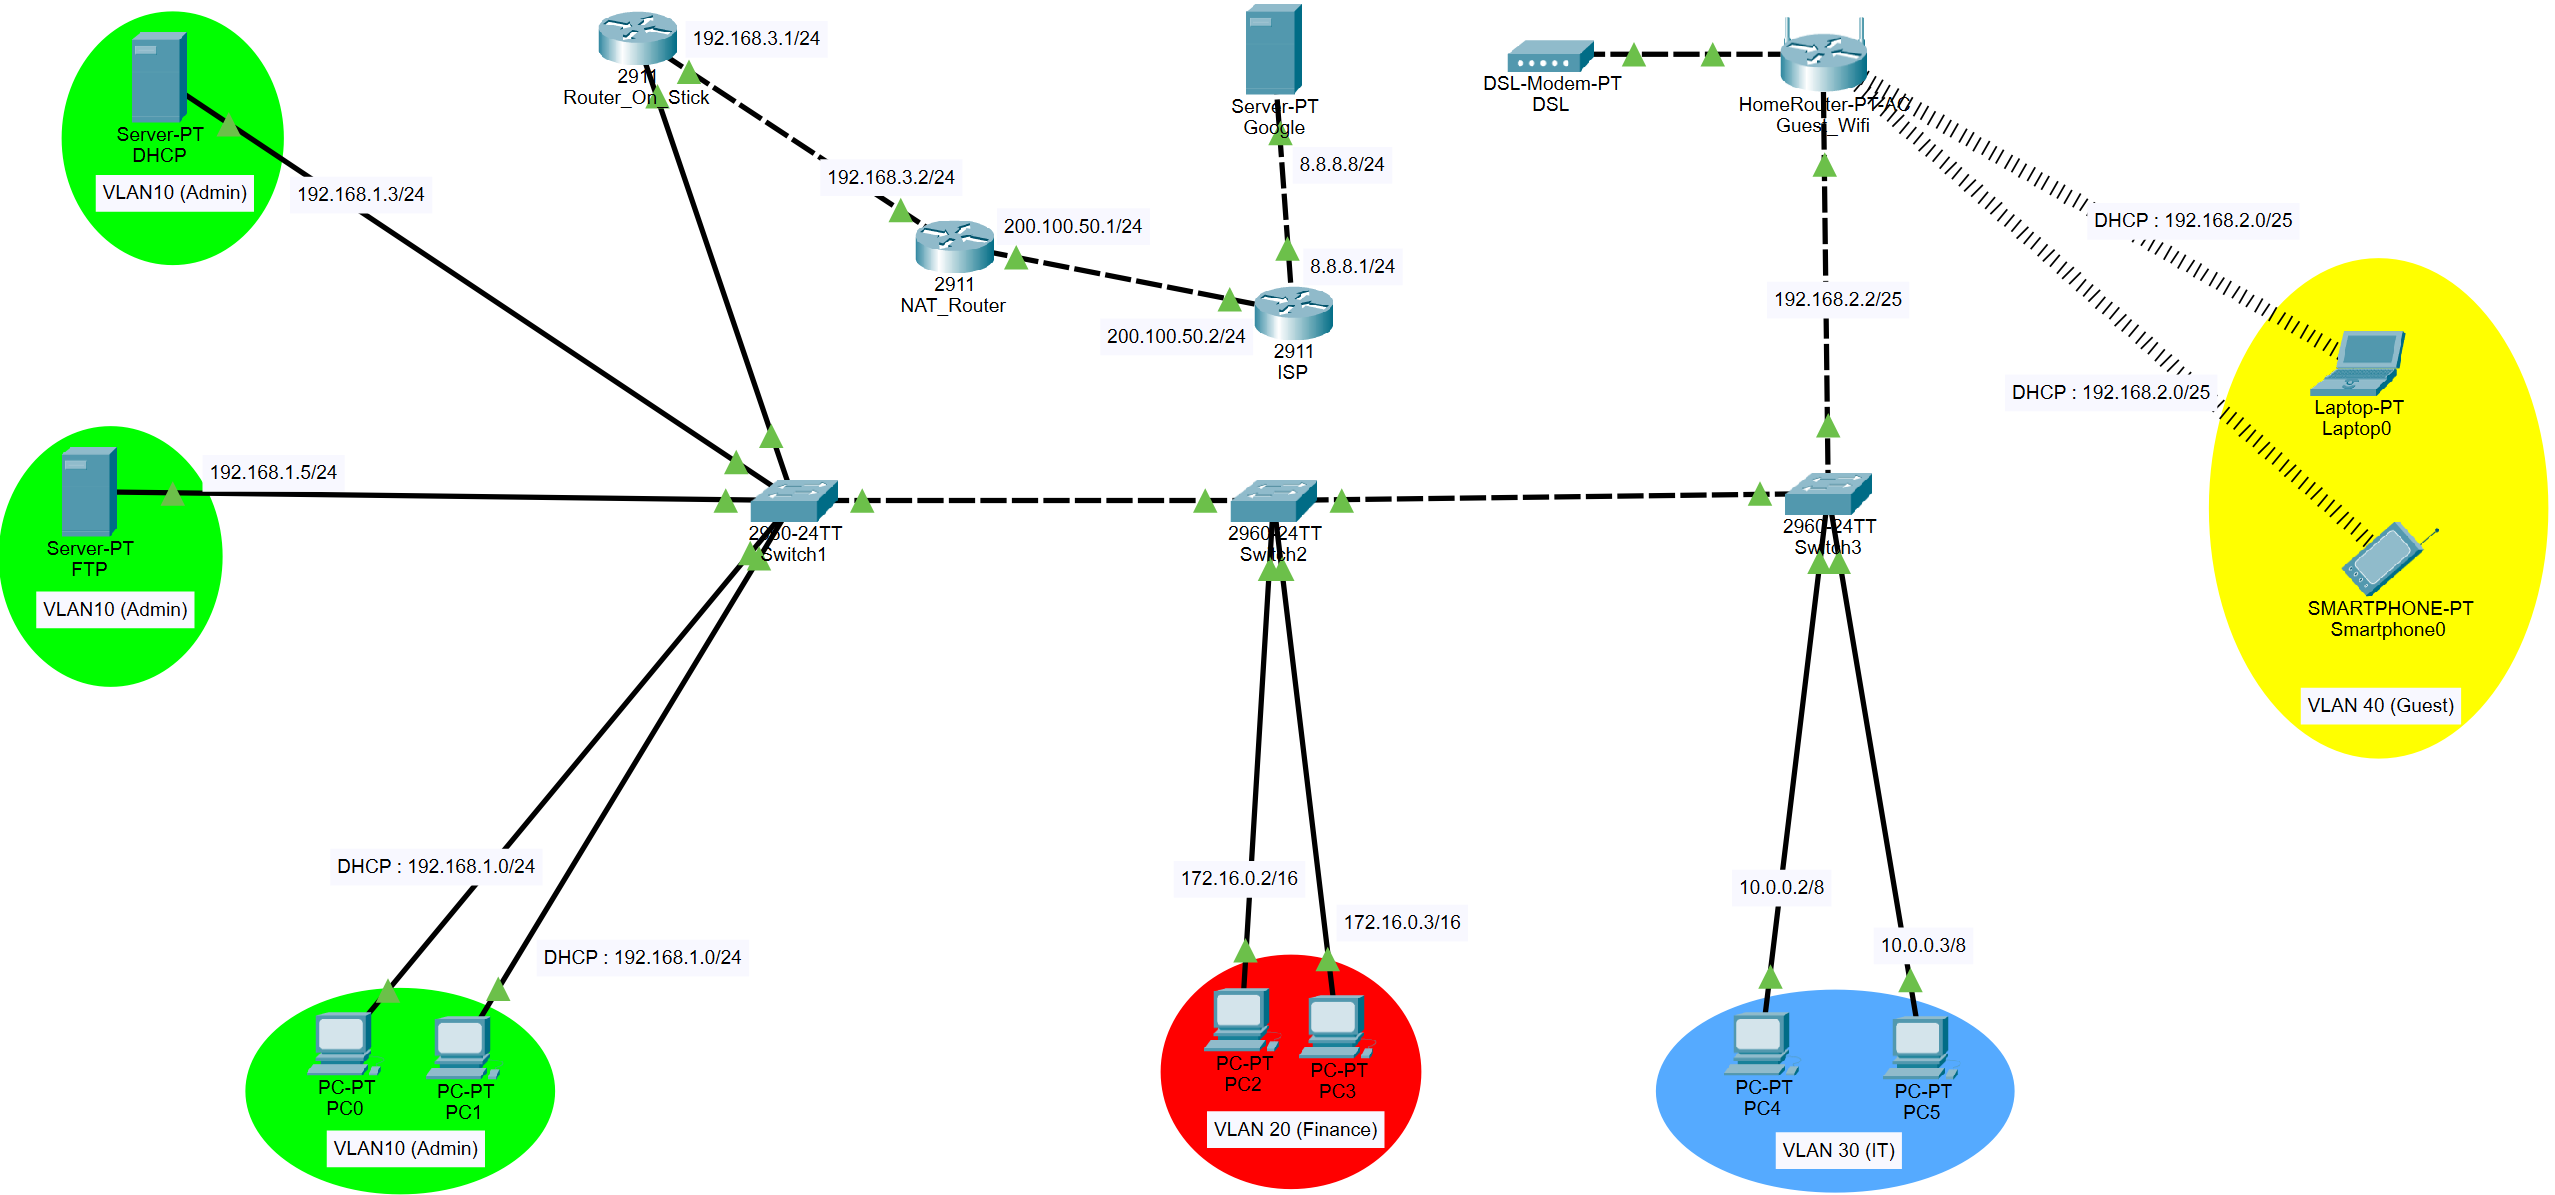 192.168.3.1/24
2911
Router_On_Stick
Server-PT
DHCP
VLAN10 (Admin)
192.168.1.3/24
192.168.3.2/24
200.100.50.1/24
2911
NAT_Router
200.100.50.2/24
Server-PT
Google
8.8.8.8/24
8.8.8.1/24
2911
ISP
DSL-Modem-PT
DSL
HomeRouter-PT-AC
Guest_Wifi
192.168.2.2/25
DHCP : 192.168.2.0/25
DHCP : 192.168.2.0/25
Laptop-PT
Laptop0
SMARTPHONE-PT
Smartphone0
VLAN 40 (Guest)
192.168.1.5/24
Server-PT
FTP
VLAN10 (Admin)
2960-24TT
Switch1
2960-24TT
Switch2
2960-24TT
Switch3
DHCP : 192.168.1.0/24
DHCP : 192.168.1.0/24
PC-PT
PC0
PC-PT
PC1
VLAN10 (Admin)
172.16.0.2/16
172.16.0.3/16
PC-PT
PC2
PC-PT
PC3
VLAN 20 (Finance)
10.0.0.2/8
10.0.0.3/8
PC-PT
PC4
PC-PT
PC5
VLAN 30 (IT)